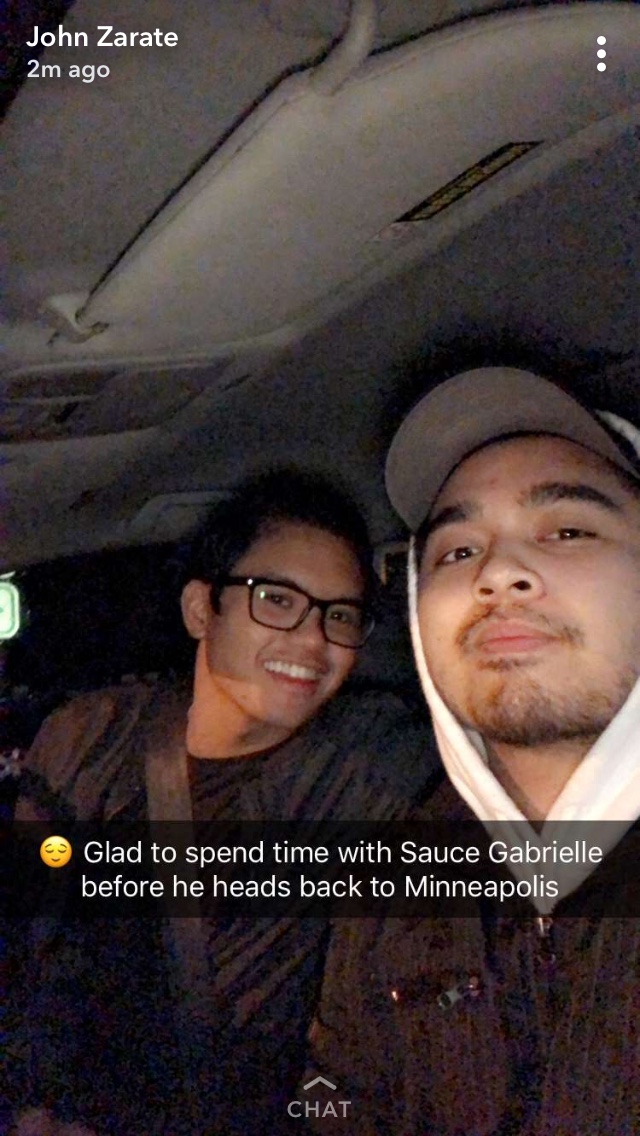 John Zarate
2m ago
😌 Glad to spend time with Sauce Gabrielle
before he heads back to Minneapolis
CHAT